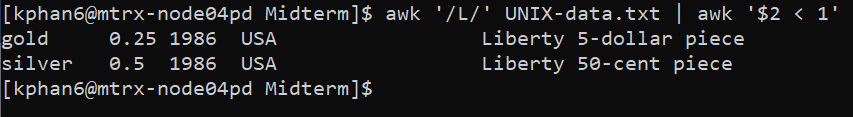 [kphan6@mtrx-node04pd Midterm]$ awk '/L/' UNIX-data.txt | awk '$2 < 1'
gold    0.25 1986  USA                 Liberty 5-dollar piece
silver  0.5  1986  USA                 Liberty 50-cent piece
[kphan6@mtrx-node04pd Midterm]$